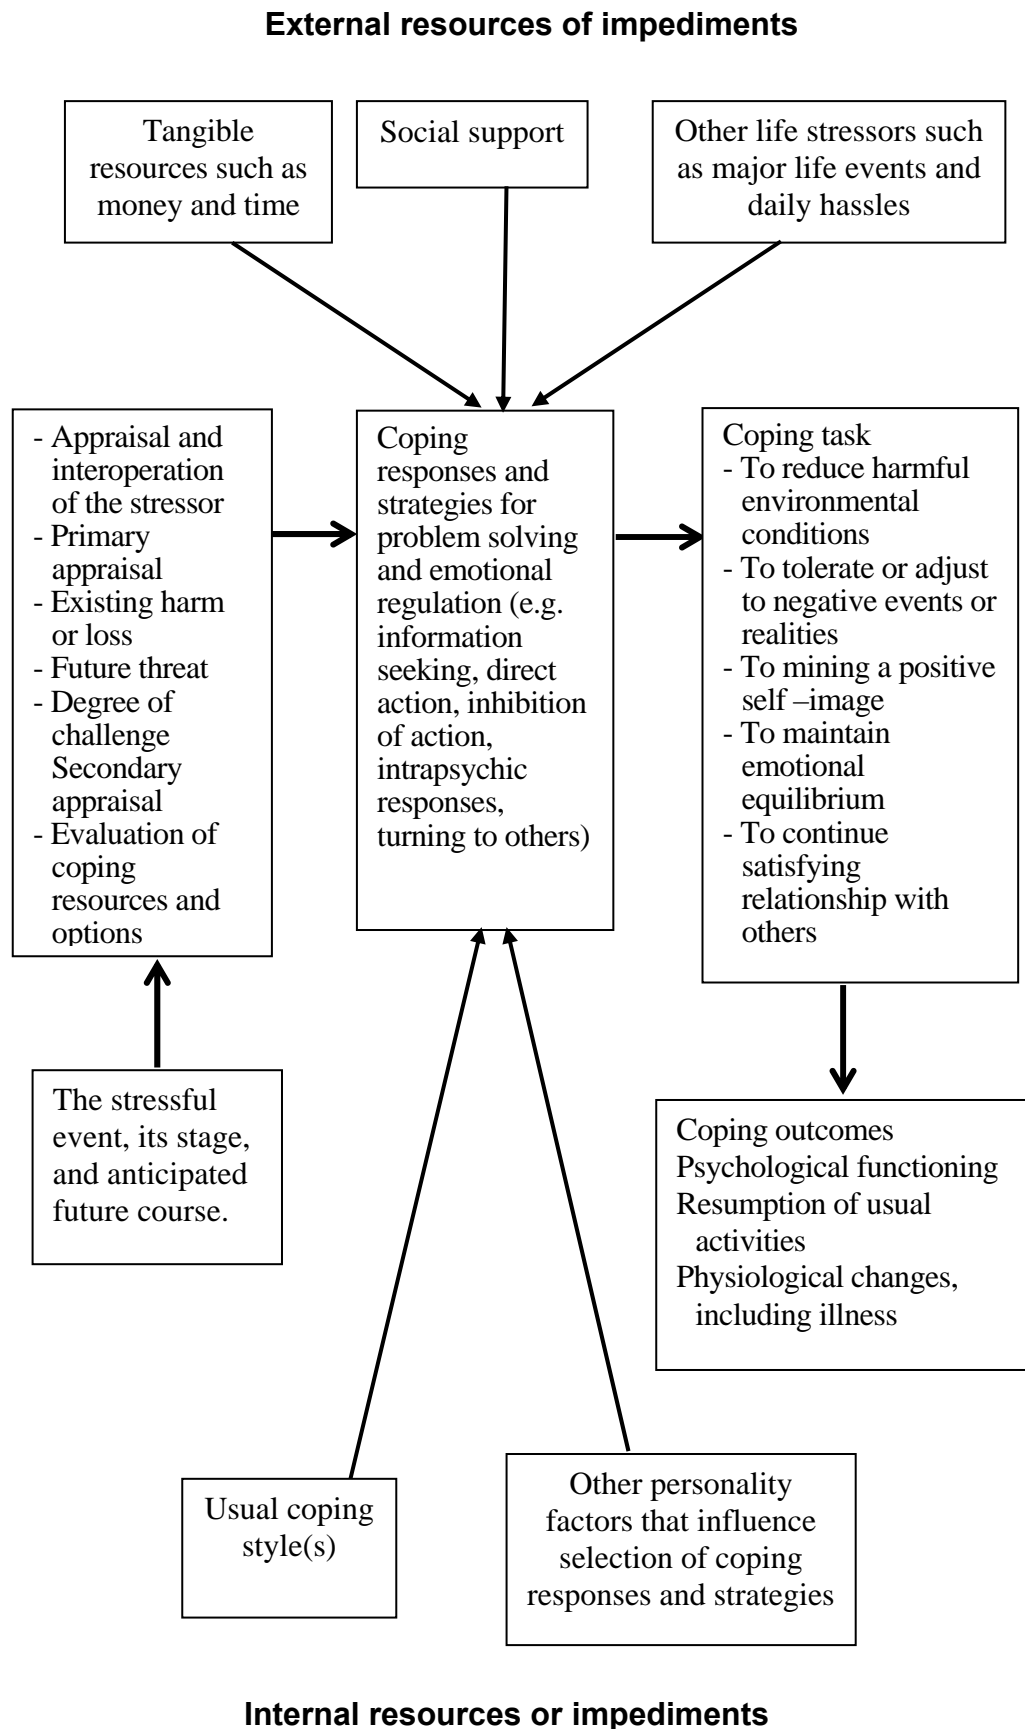 External resources of impediments
Tangible
resources such as
money and time
Social support
Other life stressors such
as major life events and
daily hassles
- Appraisal and
interoperation
of the stressor
- Primary
appraisal
- Existing harm
or loss
- Future threat
- Degree of
challenge
Secondary
appraisal
- Evaluation of
coping
resources and
options
Coping
responses and
strategies for
problem solving
and emotional
regulation (e.g.
information
seeking, direct
action, inhibition
of action,
intrapsychic
responses,
turning to others)
Coping task
- To reduce harmful
environmental
conditions
- To tolerate or adjust
to negative events or
realities
- To mining a positive
self –image
- To maintain
emotional
equilibrium
- To continue
satisfying
relationship with
others
The stressful
event, its stage,
and anticipated
future course.
Coping outcomes
Psychological functioning
Resumption of usual
activities
Physiological changes,
including illness
Usual coping
style(s)
Other personality
factors that influence
selection of coping
responses and strategies
Internal resources or impediments